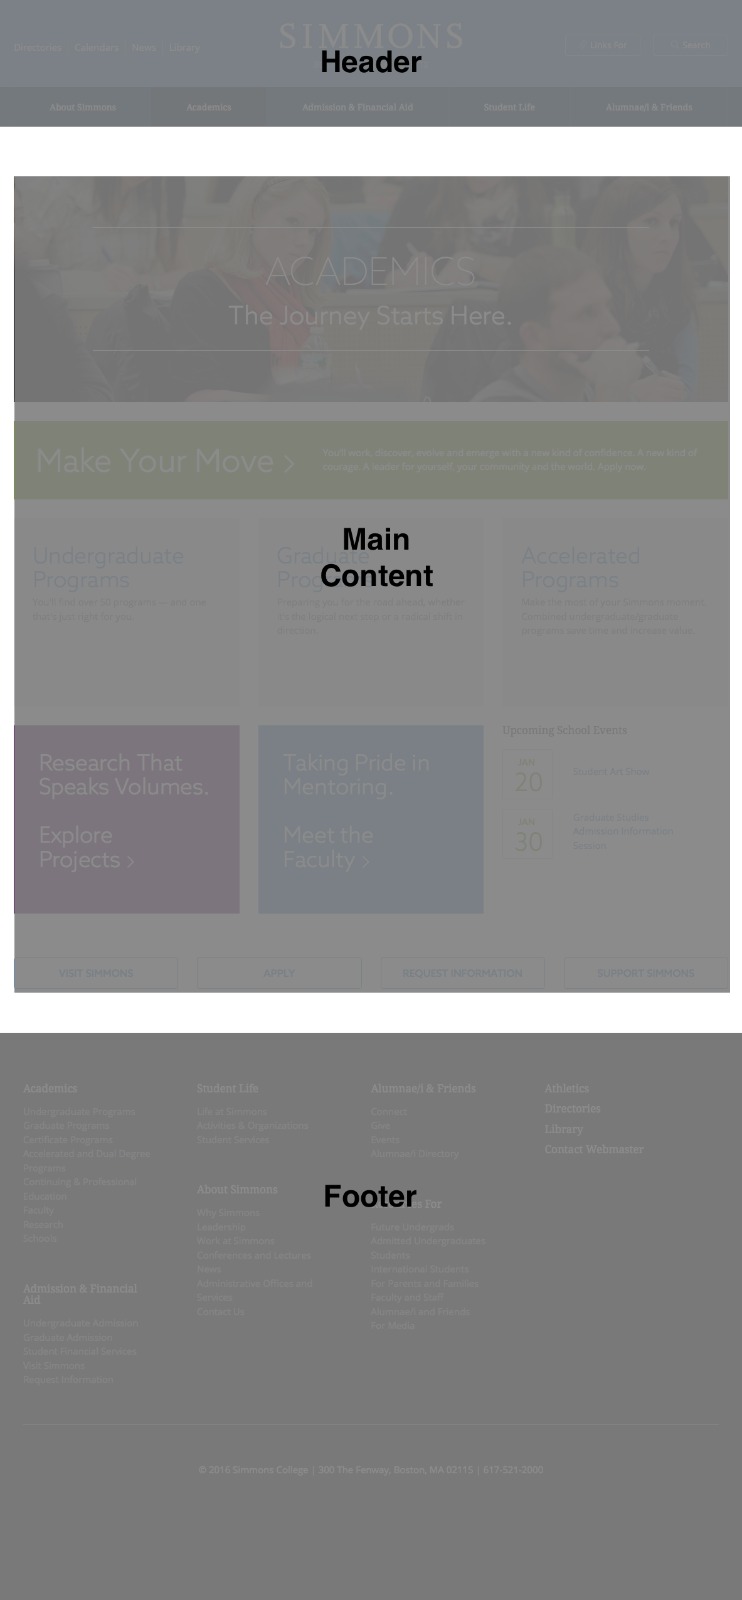 Directories | Calendars | News | Library
SIMMONS
Links For
Search
Header
About Simmons
Academics
Admission & Financial Aid
Student Life
Alumnae/i & Friends
ACADEMICS
The Journey Starts Here.
Make Your Move >
You'll work, discover, evolve and emerge with a new kind of confidence. A new kind of
courage. A leader for yourself, your community and the world. Apply now.
Main
Content
Undergraduate
Programs
You'll find over 50 programs — and one
that's just right for you.
Graduate
Preparing you for the road ahead, whether
it's the logical next step or a radical shift in
direction.
Accelerated
Programs
Make the most of your Simmons moment.
Combined undergraduate/graduate
programs save time and increase value.
Research That
Speaks Volumes.
Explore
Projects >
Taking Pride in
Mentoring.
Meet the
Faculty >
Upcoming School Events
JAN
20
Student Art Show
JAN
30
Graduate Studies
Admission Information
Session
VISIT SIMMONS
APPLY
REQUEST INFORMATION
SUPPORT SIMMONS
Academics
Undergraduate Programs
Graduate Programs
Certificate Programs
Accelerated and Dual Degree
Programs
Continuing & Professional
Education
Faculty
Research
Schools
Admission & Financial
Aid
Undergraduate Admission
Graduate Admission
Student Financial Services
Visit Simmons
Request Information
Student Life
Life at Simmons
Activities & Organizations
Student Services
About Simmons
Why Simmons
Leadership
Work at Simmons
Conferences and Lectures
News
Administrative Offices and
Services
Contact Us
Alumnae/i & Friends
Connect
Give
Events
Alumnae/i Directory
Footer
For
Future Undergrads
Admitted Undergraduates
Students
International Students
For Parents and Families
Faculty and Staff
Alumnae/i and Friends
For Media
Athletics
Directories
Library
Contact Webmaster
© 2016 Simmons College | 300 The Fenway, Boston, MA 02115 | 617-521-2000